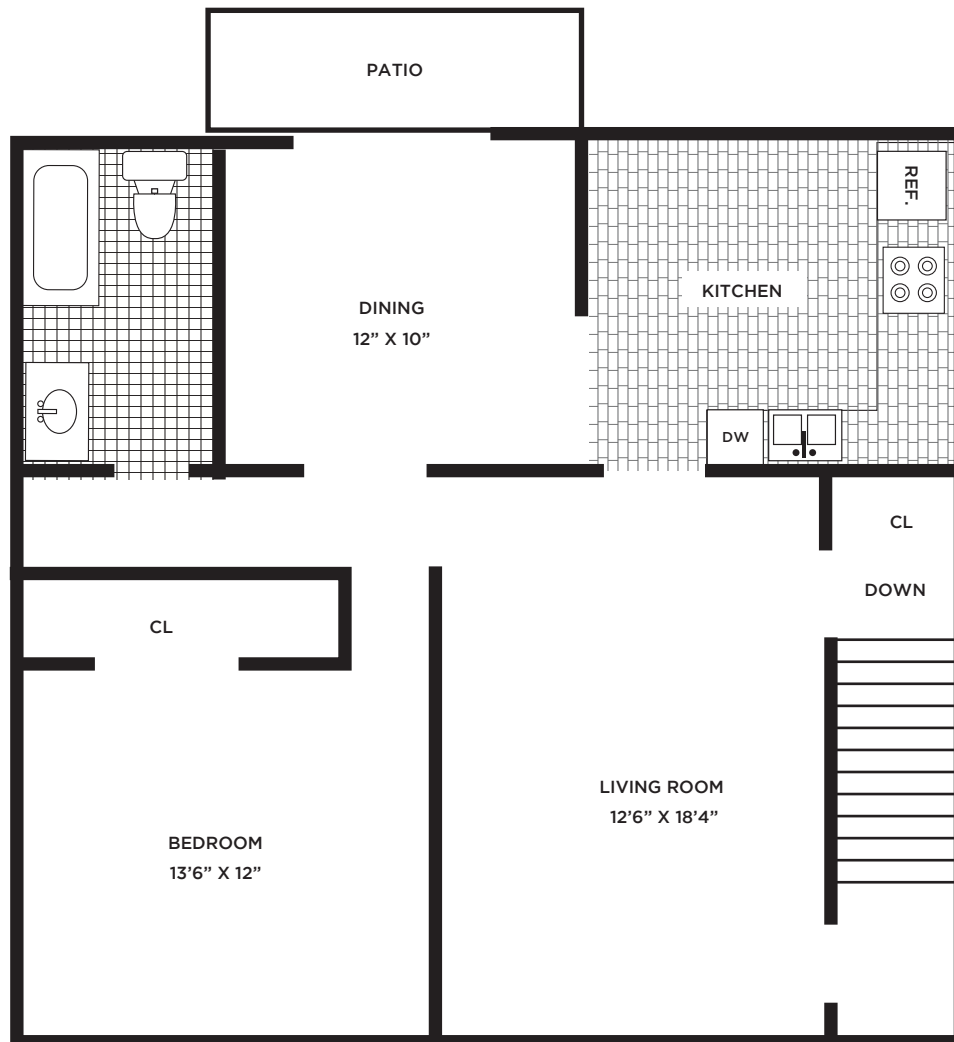 PATIO
REF.
KITCHEN
DINING
12” X 10”
DW
CL
DOWN
CL
LIVING ROOM
12’6” X 18’4”
BEDROOM
13’6” X 12”